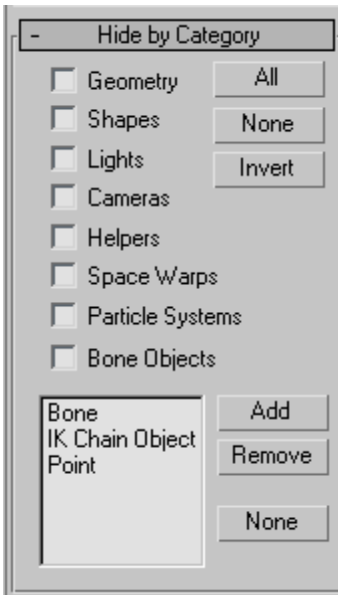 - Hide by Category
Geometry All
Shapes None
Lights Invert
Cameras
Helpers
Space Warps
Particle Systems
Bone Objects
Bone Add
IK Chain Object Remove
Point
None